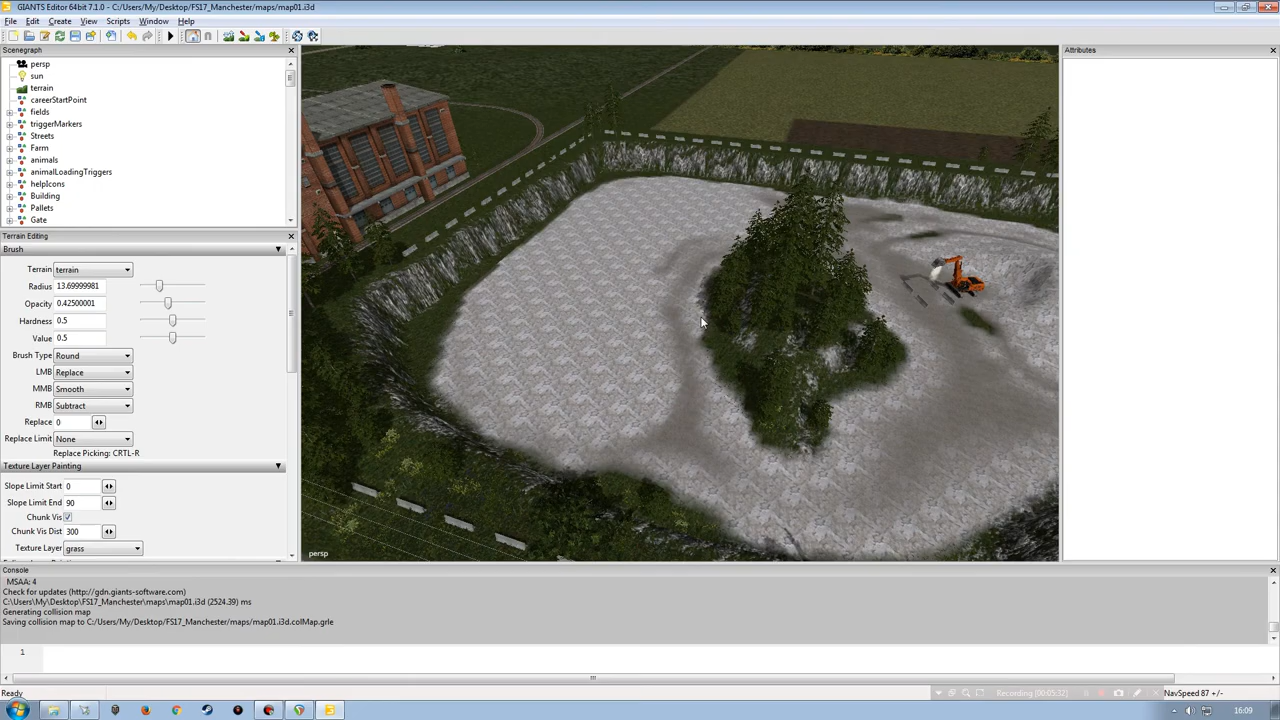 GIANTS Editor 64bit 7.1.0 - C:/Users/My/Desktop/FS17_Manchester/maps/map01.i3d
File Edit Create View Scripts Window Help
Scenegraph
persp
sun
terrain
careerStartPoint
fields
triggerMarkers
Streets
Farm
animals
animalLoadingTriggers
helpIcons
Building
Pallets
Gate
Terrain Editing
Brush
Terrain terrain
Radius 13.69999981
Opacity 0.42500001
Hardness 0.5
Value 0.5
Brush Type Round
LMB Replace
MMB Smooth
RMB Subtract
Replace 0
Replace Limit None
Replace Picking: CRTL-R
Texture Layer Painting
Slope Limit Start 0
Slope Limit End 90
Chunk Vis
Chunk Vis Dist 300
Texture Layer grass
persp
Attributes
Console
MSAA: 4
Check for updates (http://gdn.giants-software.com)
C:\Users\My\Desktop\FS17_Manchester\maps\map01.i3d (2524.39) ms
Generating collision map
Saving collision map to C:/Users/My/Desktop/FS17_Manchester/maps/map01.i3d.colMap.grle
1
Ready
Recording (00:05:32)
NavSpeed 87 +/-
16:09